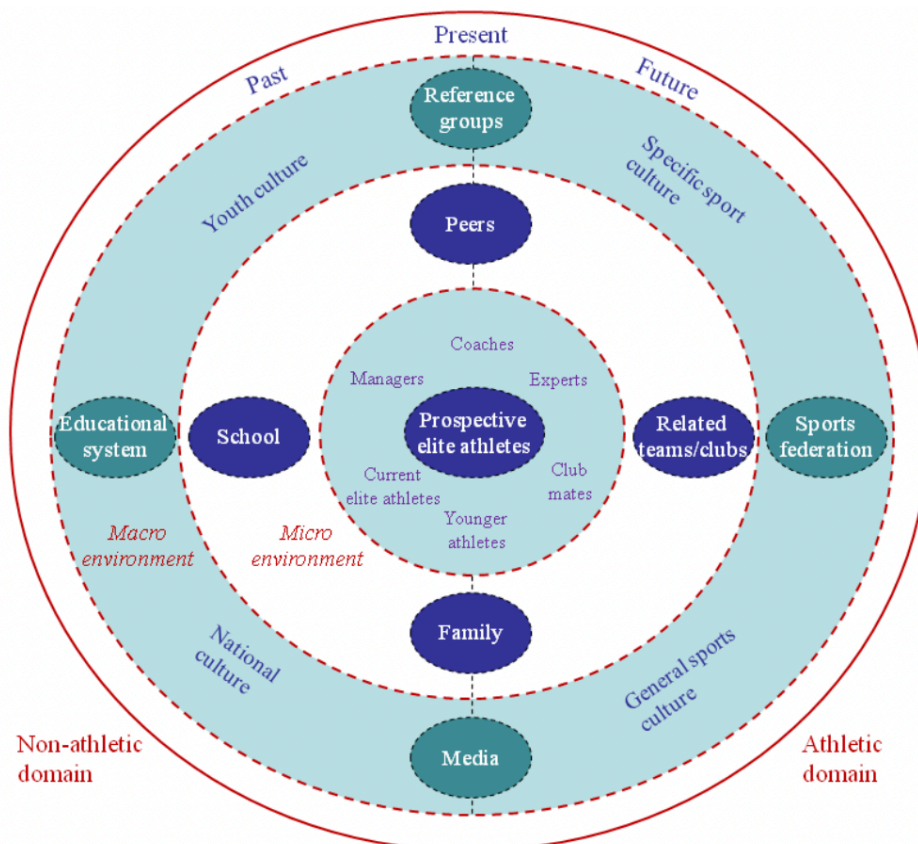 Present
Past
Future
Reference
groups
Youth culture
Specific sport
culture
Peers
Coaches
Managers
Experts
Educational
system
School
Prospective
elite athletes
Related
teams/clubs
Sports
federation
Current
elite athletes
Club
mates
Younger
athletes
Macro
environment
Micro
environment
Family
National
culture
General sports
culture
Non-athletic
domain
Media
Athletic
domain